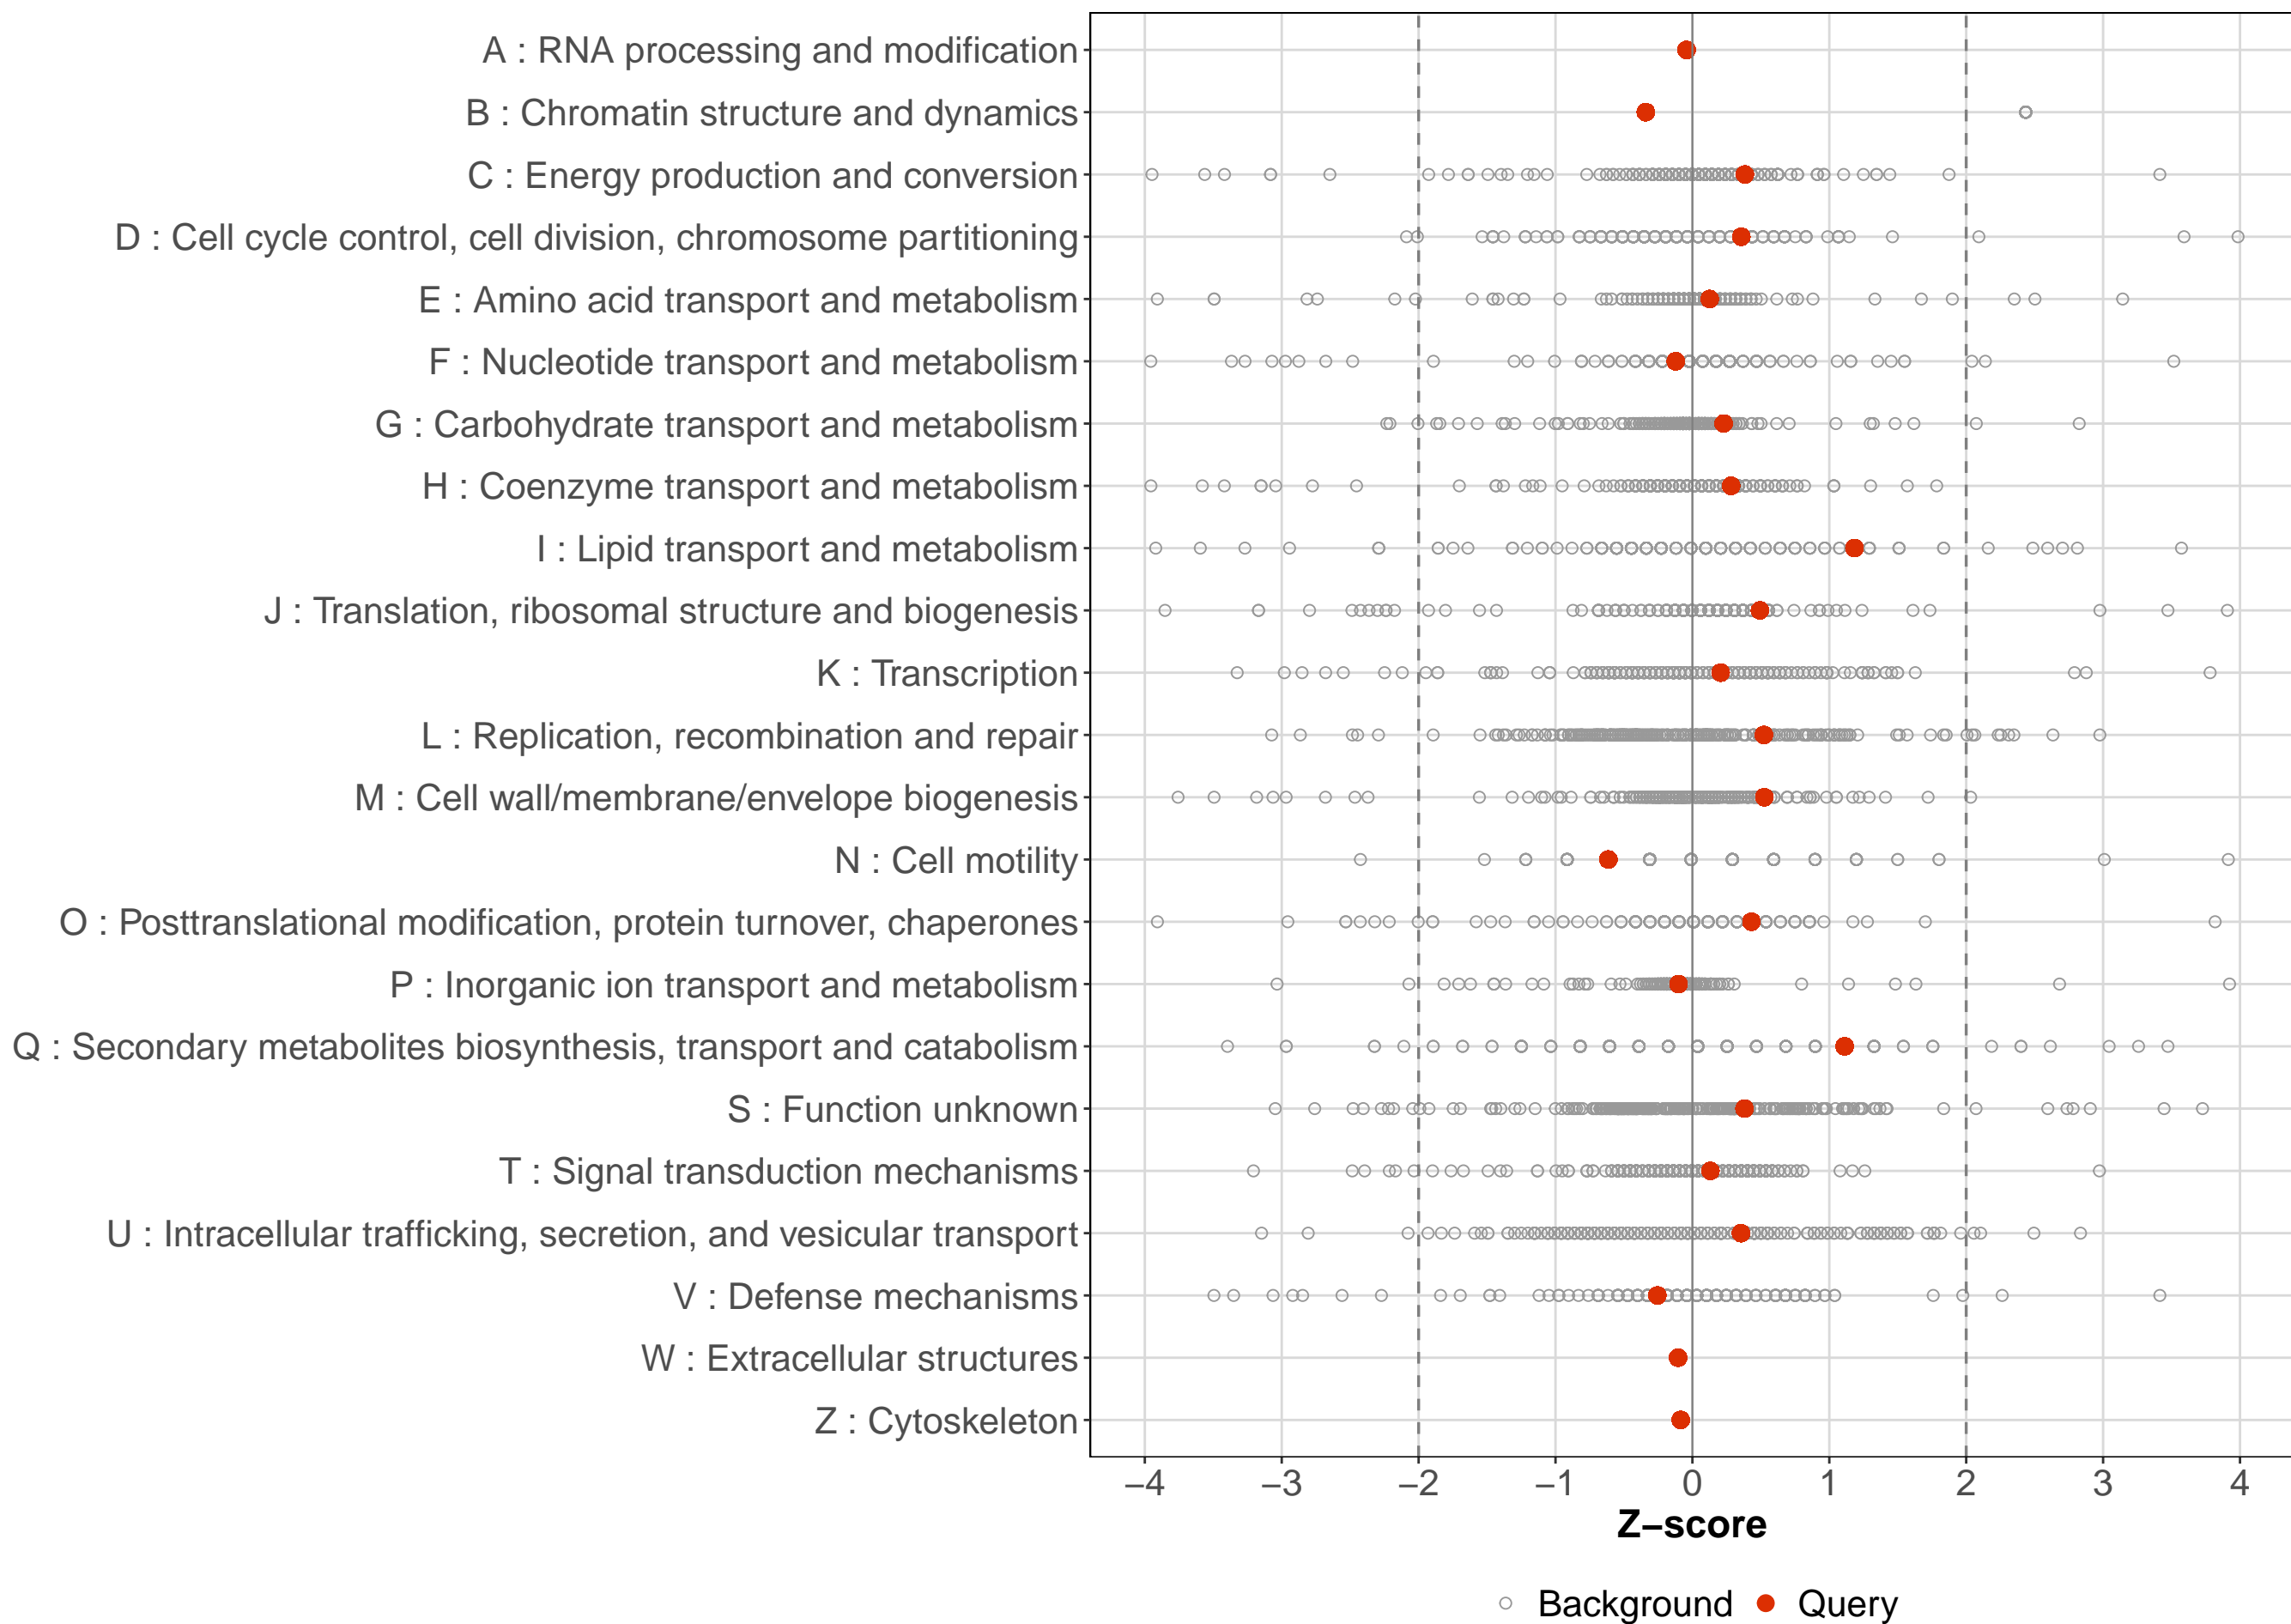 A : RNA processing and modification
B : Chromatin structure and dynamics
C : Energy production and conversion
D : Cell cycle control, cell division, chromosome partitioning
E : Amino acid transport and metabolism
F : Nucleotide transport and metabolism
G : Carbohydrate transport and metabolism
H : Coenzyme transport and metabolism
I : Lipid transport and metabolism
J : Translation, ribosomal structure and biogenesis
K : Transcription
L : Replication, recombination and repair
M : Cell wall/membrane/envelope biogenesis
N : Cell motility
O : Posttranslational modification, protein turnover, chaperones
P : Inorganic ion transport and metabolism
Q : Secondary metabolites biosynthesis, transport and catabolism
S : Function unknown
T : Signal transduction mechanisms
U : Intracellular trafficking, secretion, and vesicular transport
V : Defense mechanisms
W : Extracellular structures
Z : Cytoskeleton
−4 −3 −2 −1 0 1 2 3 4
Z−score
Background Query